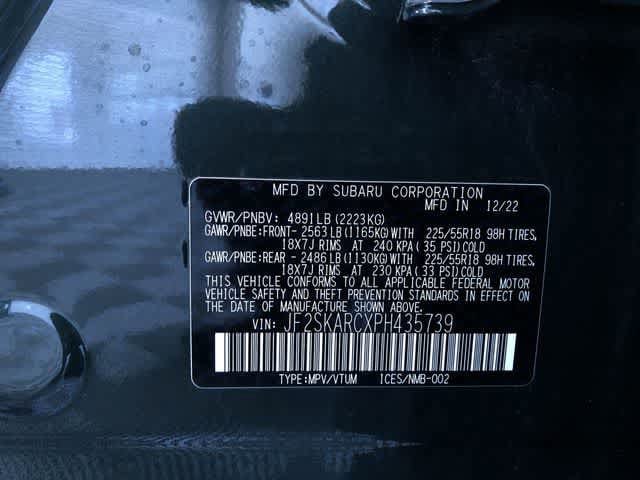 MFD BY SUBARU CORPORATION
MFD IN 12/22
GVWR/PNBV: 4891LB (2223KG)
GAWR/PNBE:FRONT- 2563LB(1165KG)WITH 225/55R18 98H TIRES,
18X7J RIMS AT 240 KPA (35 PSI)COLD
GAWR/PNBE:REAR - 2486LB(1130KG)WITH 225/55R18 98H TIRES,
18X7J RIMS AT 230 KPA (33 PSI)COLD
THIS VEHICLE CONFORMS TO ALL APPLICABLE FEDERAL MOTOR
VEHICLE SAFETY AND THEFT PREVENTION STANDARDS IN EFFECT ON
THE DATE OF MANUFACTURE SHOWN ABOVE.
VIN: JF2SKARCXPH435739
TYPE:MPV/VTUM ICES/NMB-002